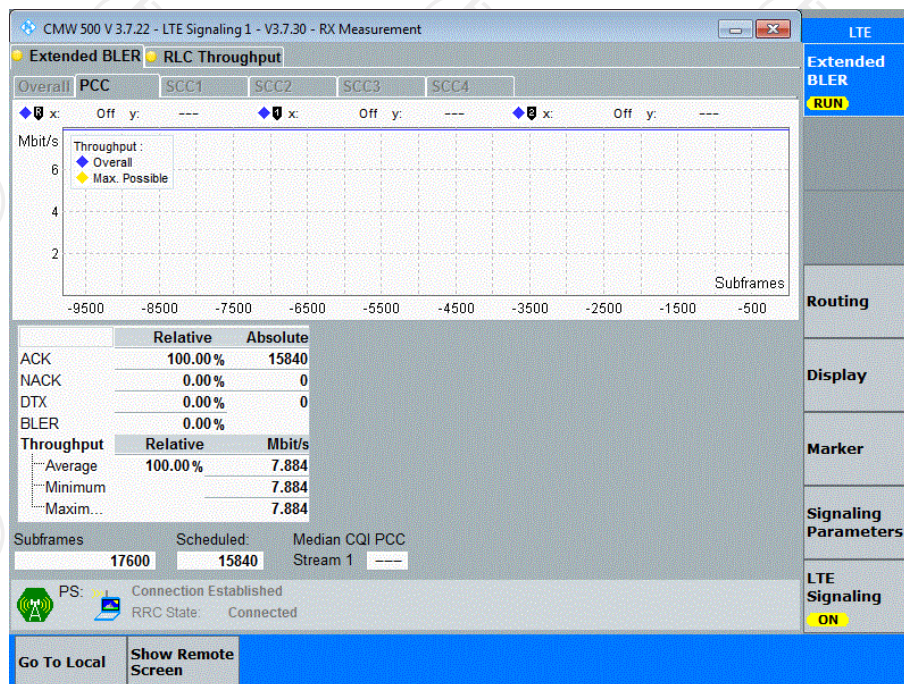 CMW 500 V 3.7.22 - LTE Signaling 1 - V3.7.30 - RX Measurement
LTE
Extended BLER RLC Throughput
Extended
BLER
RUN
Overall PCC SCC1 SCC2 SCC3 SCC4
R x: Off y: --- 1 x: Off y: --- 2 x: Off y: ---
Mbit/s
Throughput :
Overall
Max. Possible
6
4
2
Subframes
-9500 -8500 -7500 -6500 -5500 -4500 -3500 -2500 -1500 -500
Routing
Relative Absolute
ACK 100.00 % 15840
NACK 0.00 % 0
DTX 0.00 % 0
BLER 0.00 %
Throughput Relative Mbit/s
Average 100.00 % 7.884
Minimum 7.884
Maxim... 7.884
Display
Marker
Signaling
Parameters
Subframes Scheduled: Median CQI PCC
17600 15840 Stream 1 ---
PS: Connection Established
RRC State: Connected
LTE
Signaling
ON
Go To Local
Show Remote
Screen